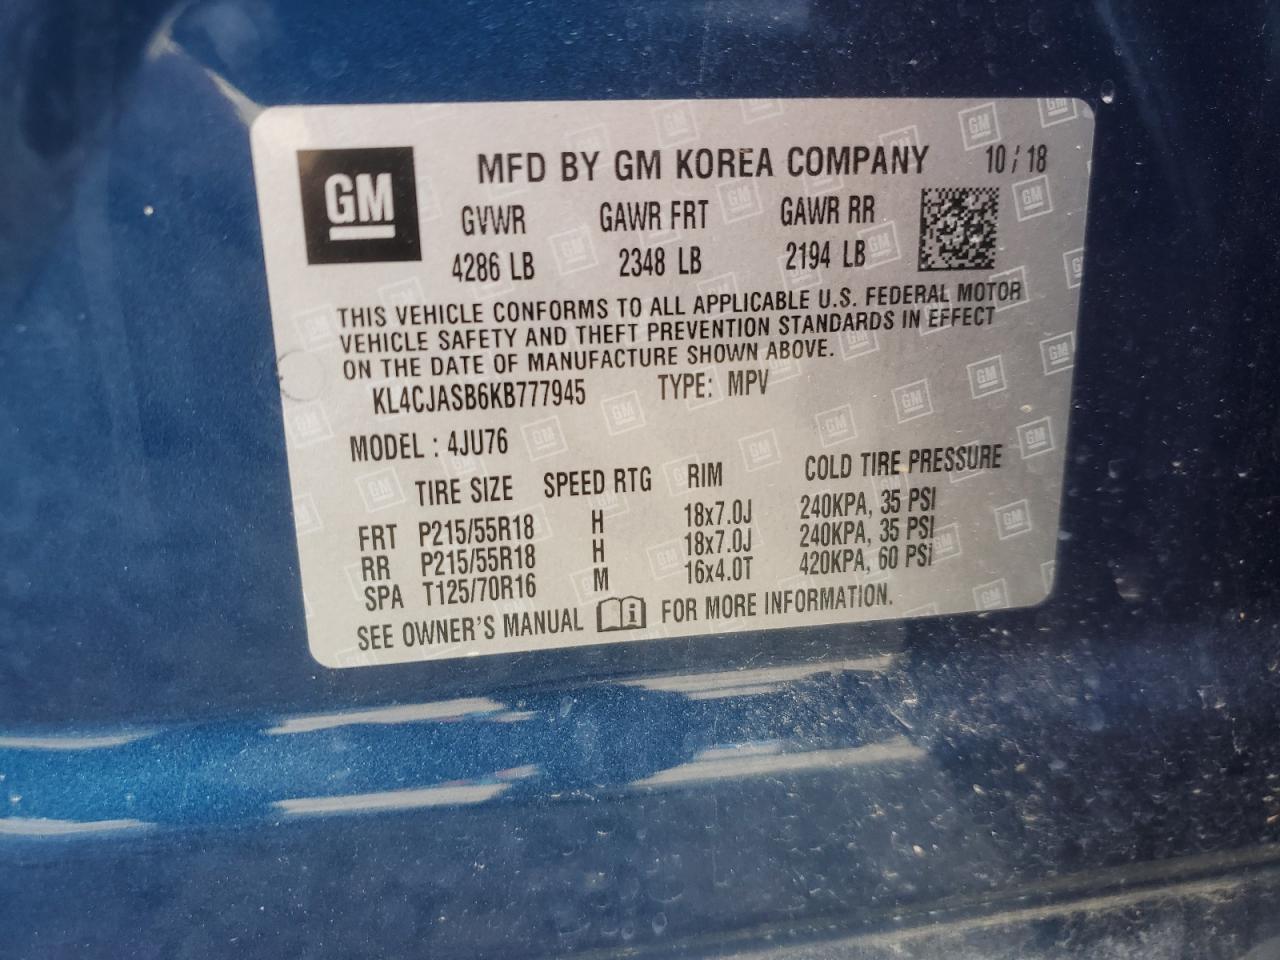 GM
MFD BY GM KOREA COMPANY 10/18
GVWR GAWR FRT GAWR RR
4286 LB 2348 LB 2194 LB
THIS VEHICLE CONFORMS TO ALL APPLICABLE U.S. FEDERAL MOTOR
VEHICLE SAFETY AND THEFT PREVENTION STANDARDS IN EFFECT
ON THE DATE OF MANUFACTURE SHOWN ABOVE.
KL4CJASB6KB777945 TYPE: MPV
MODEL : 4JU76
TIRE SIZE SPEED RTG RIM COLD TIRE PRESSURE
FRT P215/55R18 H 18x7.0J 240KPA, 35 PSI
RR P215/55R18 H 18x7.0J 240KPA, 35 PSI
SPA T125/70R16 M 16x4.0T 420KPA, 60 PSI
SEE OWNER'S MANUAL i FOR MORE INFORMATION.